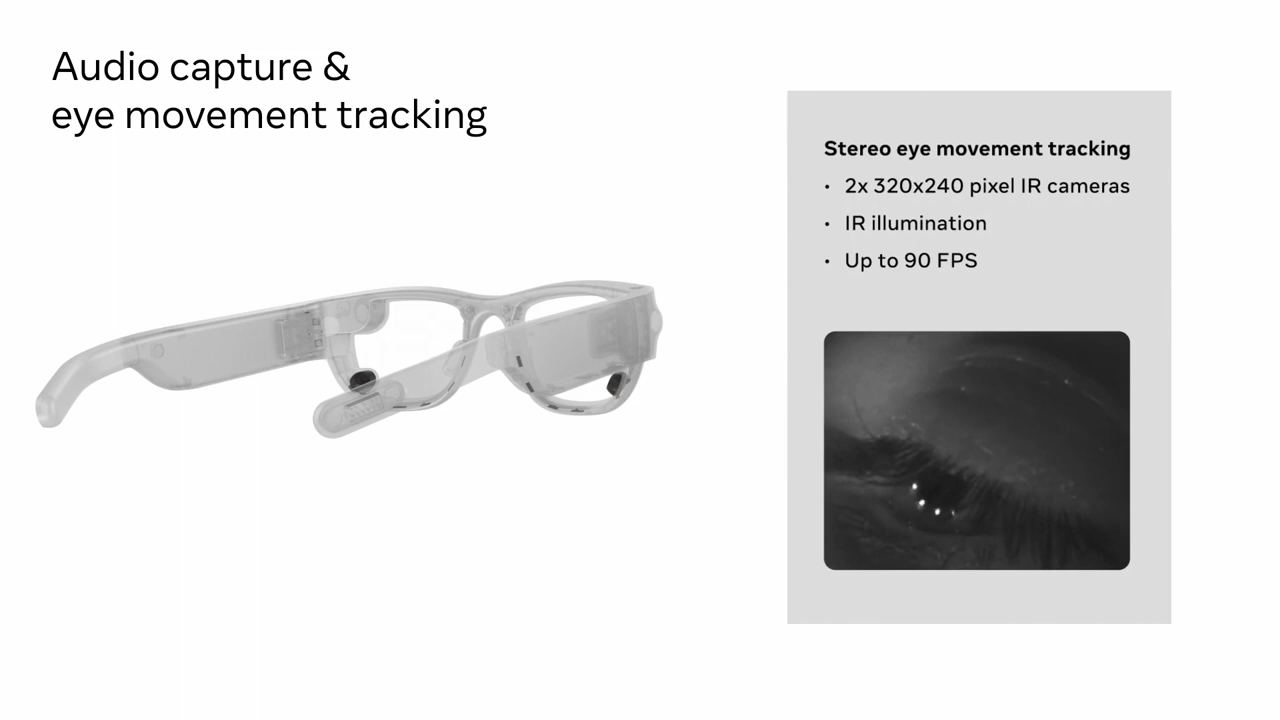 Audio capture &
eye movement tracking
Stereo eye movement tracking
• 2x 320x240 pixel IR cameras
• IR illumination
• Up to 90 FPS